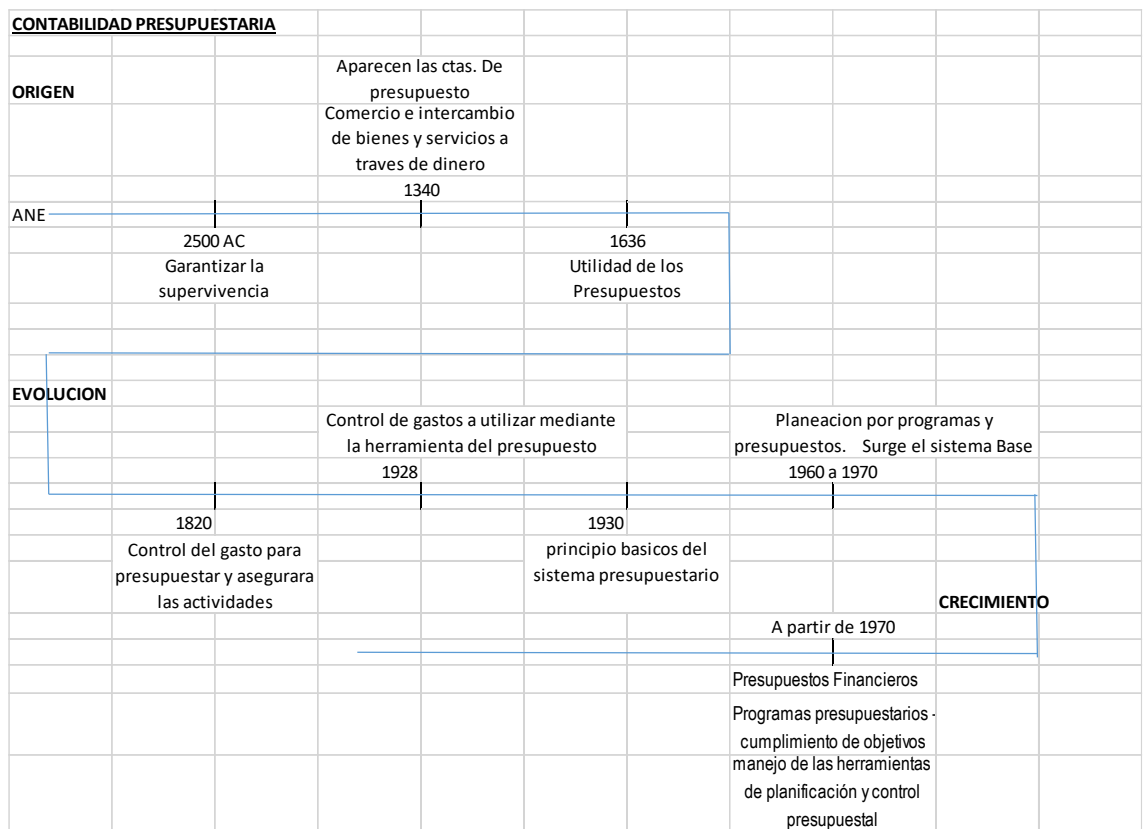 CONTABILIDAD PRESUPUESTARIA
ORIGEN
Aparecen las ctas. De
presupuesto
Comercio e intercambio
de bienes y servicios a
traves de dinero
1340
ANE
2500 AC
Garantizar la
supervivencia
1636
Utilidad de los
Presupuestos
EVOLUCION
Control de gastos a utilizar mediante
la herramienta del presupuesto
1928
Planeacion por programas y
presupuestos.   Surge el sistema Base
1960 a 1970
1820
Control del gasto para
presupuestar y asegurara
las actividades
1930
principio basicos del
sistema presupuestario
CRECIMIENTO
A partir de 1970
Presupuestos Financieros
Programas presupuestarios -
cumplimiento de objetivos
manejo de las herramientas
de planificación y control
presupuestal